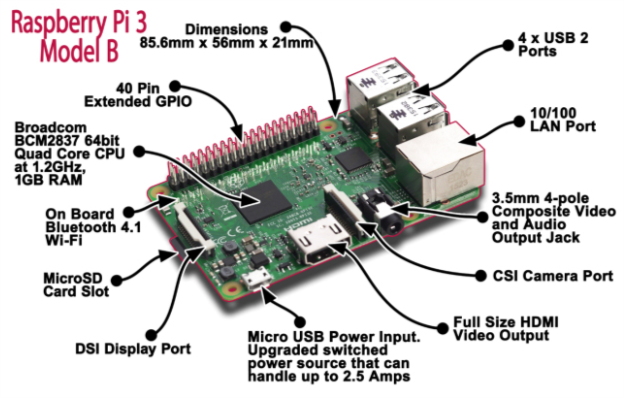 Raspberry Pi 3
Model B
Dimensions
85.6mm x 56mm x 21mm
4 x USB 2
Ports
40 Pin
Extended GPIO
10/100
LAN Port
Broadcom
BCM2837 64bit
Quad Core CPU
at 1.2GHz,
1GB RAM
3.5mm 4-pole
Composite Video
and Audio
Output Jack
On Board
Bluetooth 4.1
Wi-Fi
CSI Camera Port
MicroSD
Card Slot
Full Size HDMI
Video Output
DSI Display Port
Micro USB Power Input.
Upgraded switched
power source that can
handle up to 2.5 Amps